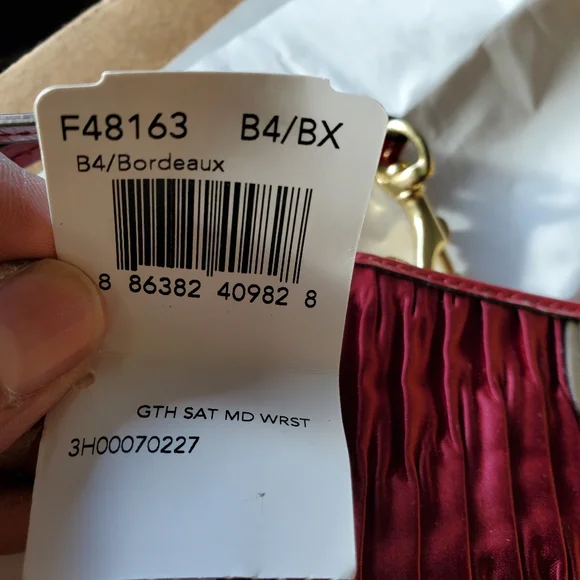 F48163 B4/BX
B4/Bordeaux
8 86382 40982 8
GTH SAT MD WRST
3H00070227